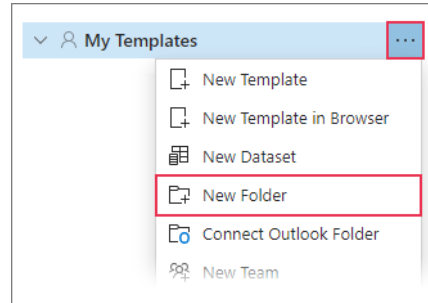 My Templates
New Template
New Template in Browser
New Dataset
New Folder
Connect Outlook Folder
New Team